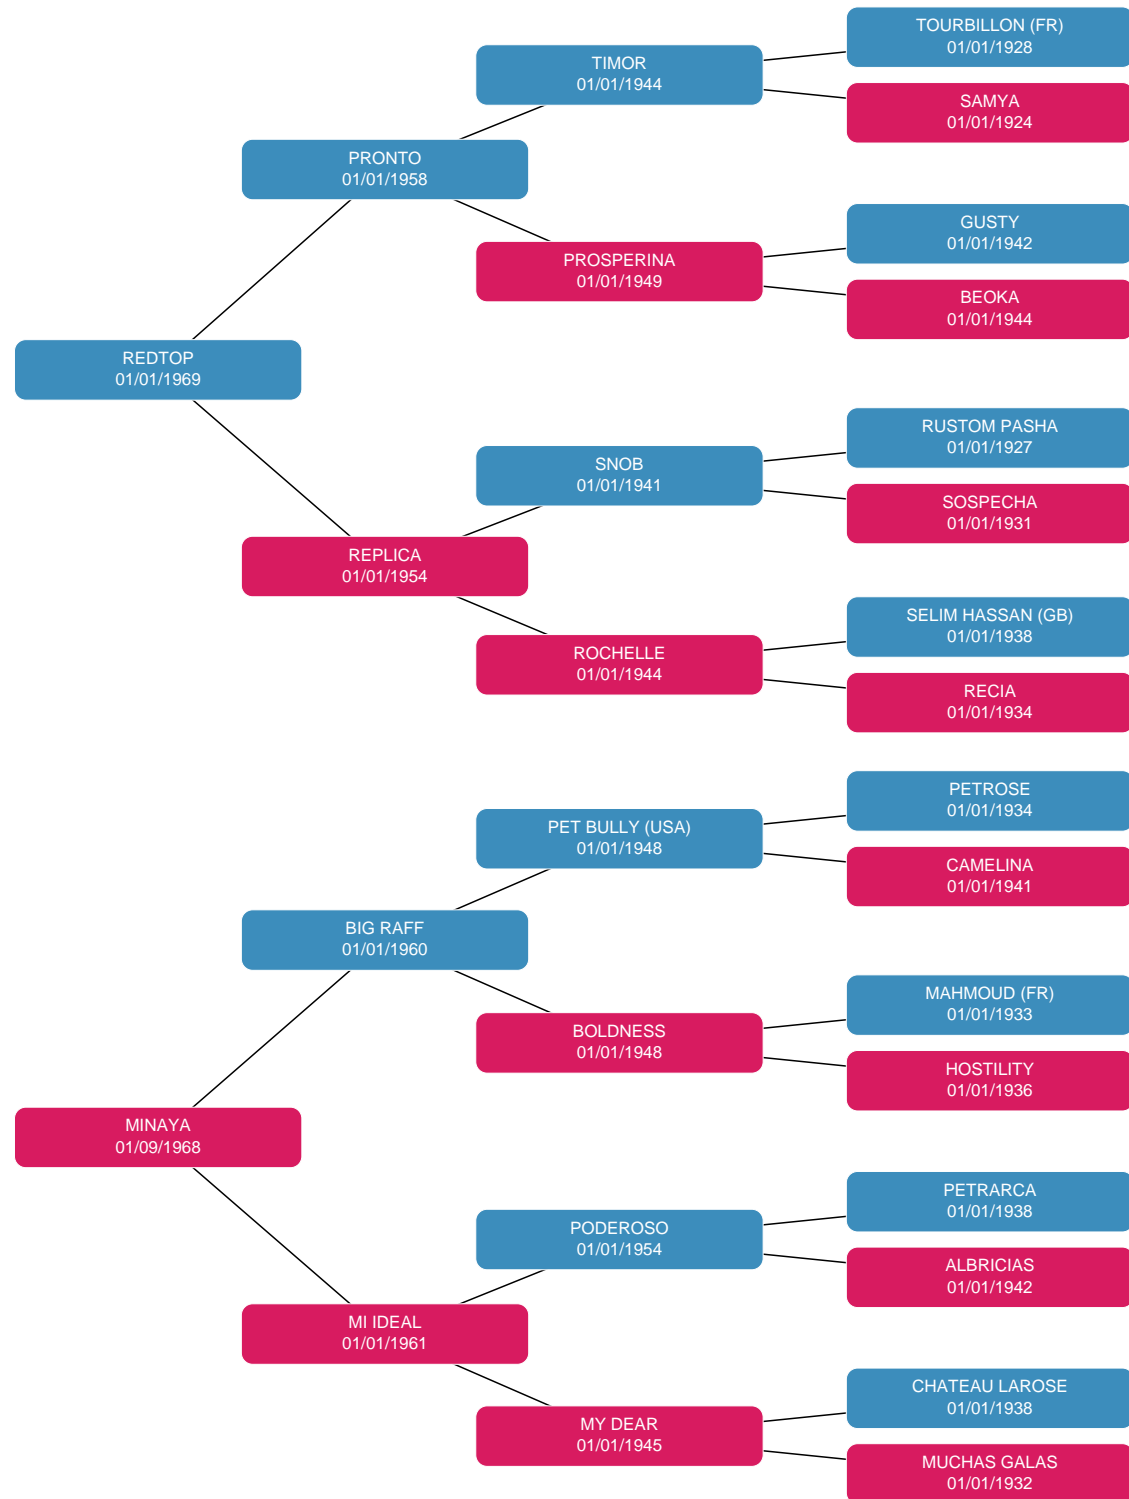 TOURBILLON (FR)
01/01/1928
TIMOR
01/01/1944
SAMYA
01/01/1924
PRONTO
01/01/1958
GUSTY
01/01/1942
PROSPERINA
01/01/1949
BEOKA
01/01/1944
REDTOP
01/01/1969
RUSTOM PASHA
01/01/1927
SNOB
01/01/1941
SOSPECHA
01/01/1931
REPLICA
01/01/1954
SELIM HASSAN (GB)
01/01/1938
ROCHELLE
01/01/1944
RECIA
01/01/1934
PETROSE
01/01/1934
PET BULLY (USA)
01/01/1948
CAMELINA
01/01/1941
BIG RAFF
01/01/1960
MAHMOUD (FR)
01/01/1933
BOLDNESS
01/01/1948
HOSTILITY
01/01/1936
MINAYA
01/09/1968
PETRARCA
01/01/1938
PODEROSO
01/01/1954
ALBRICIAS
01/01/1942
MI IDEAL
01/01/1961
CHATEAU LAROSE
01/01/1938
MY DEAR
01/01/1945
MUCHAS GALAS
01/01/1932